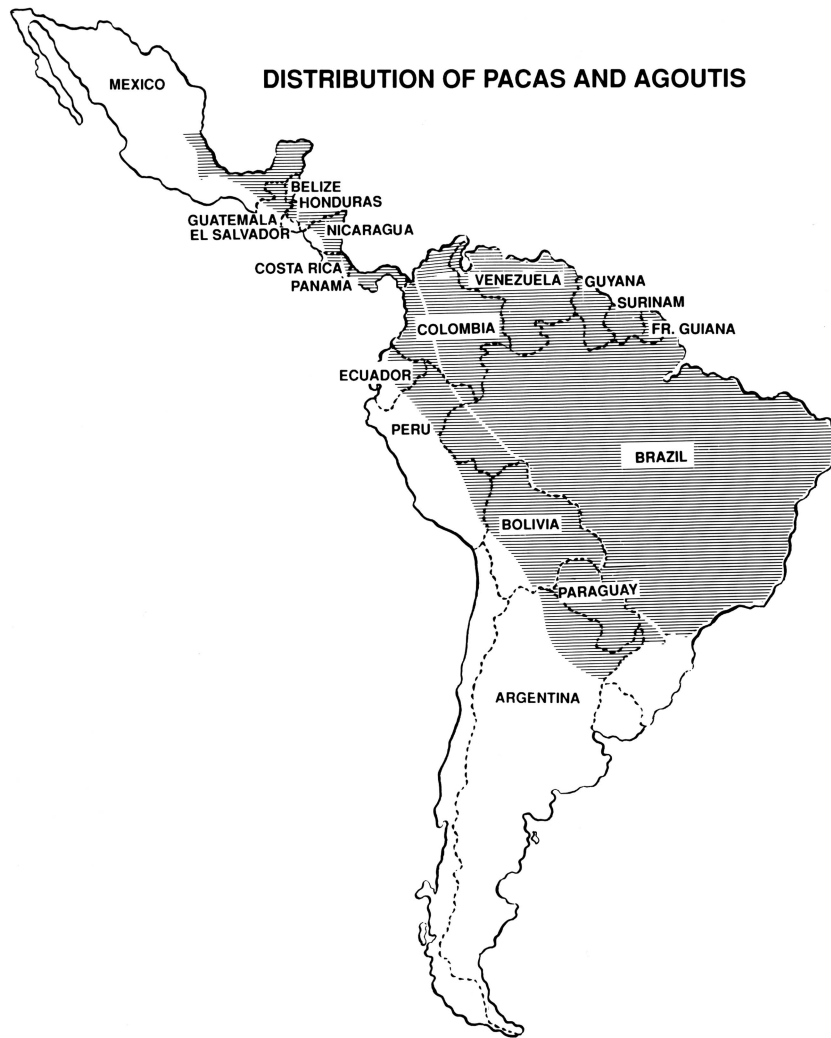 DISTRIBUTION OF PACAS AND AGOUTIS
MEXICO
BELIZE
HONDURAS
GUATEMALA
EL SALVADOR
NICARAGUA
COSTA RICA
PANAMA
VENEZUELA
GUYANA
SURINAM
FR. GUIANA
COLOMBIA
ECUADOR
PERU
BRAZIL
BOLIVIA
PARAGUAY
ARGENTINA